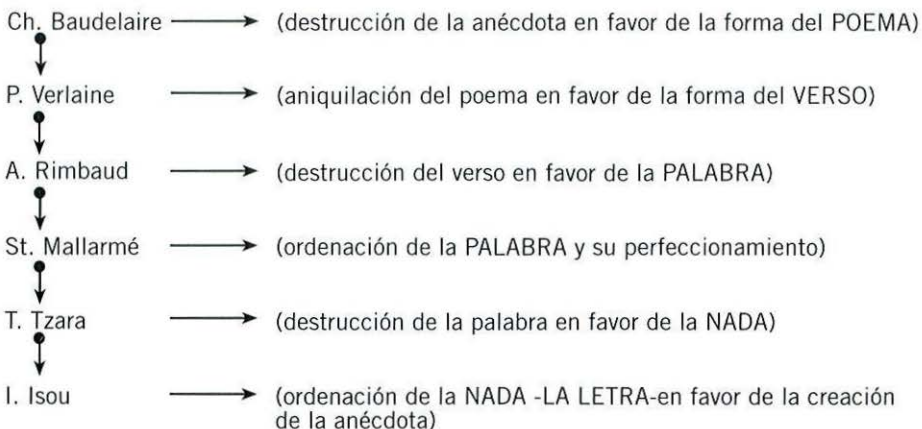 Ch. Baudelaire (destrucción de la anécdota en favor de la forma del POEMA)
P. Verlaine (aniquilación del poema en favor de la forma del VERSO)
A. Rimbaud (destrucción del verso en favor de la PALABRA)
St. Mallarmé (ordenación de la PALABRA y su perfeccionamiento)
T. Tzara (destrucción de la palabra en favor de la NADA)
I. Isou (ordenación de la NADA -LA LETRA-en favor de la creación
de la anécdota)